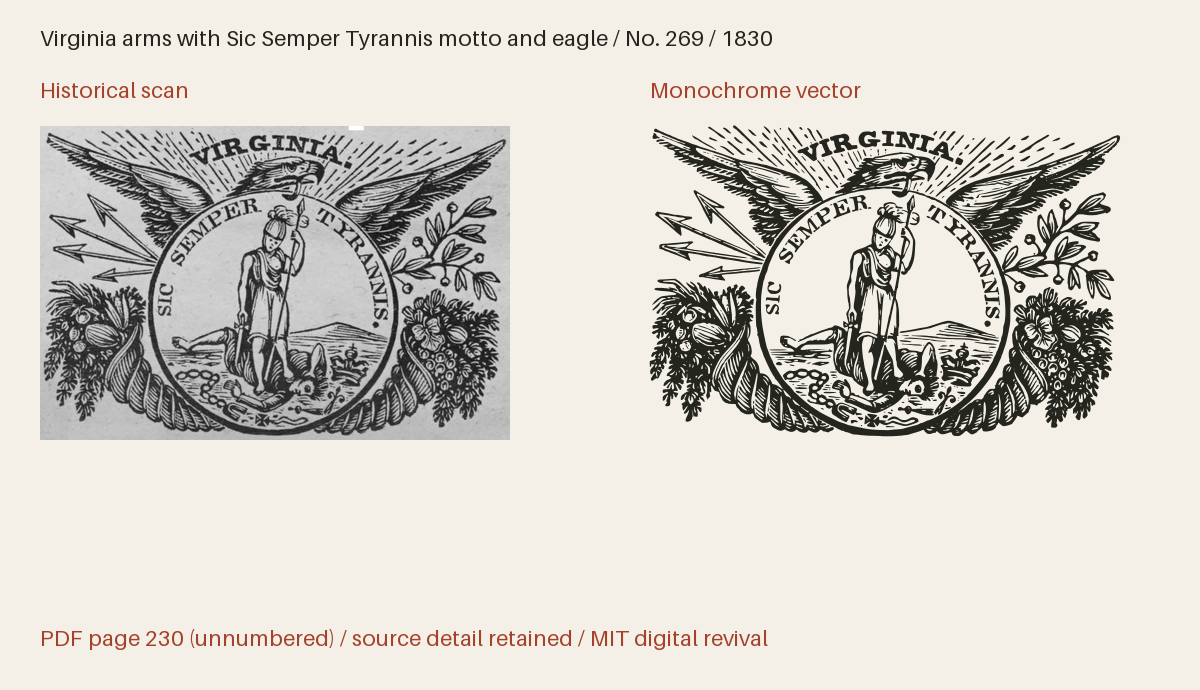 Virginia arms with Sic Semper Tyrannis motto and eagle / No. 269 / 1830
Historical scan
Monochrome vector
VIRGINIA.
SIC SEMPER TYRANNIS.
VIRGINIA.
SIC SEMPER TYRANNIS.
PDF page 230 (unnumbered) / source detail retained / MIT digital revival